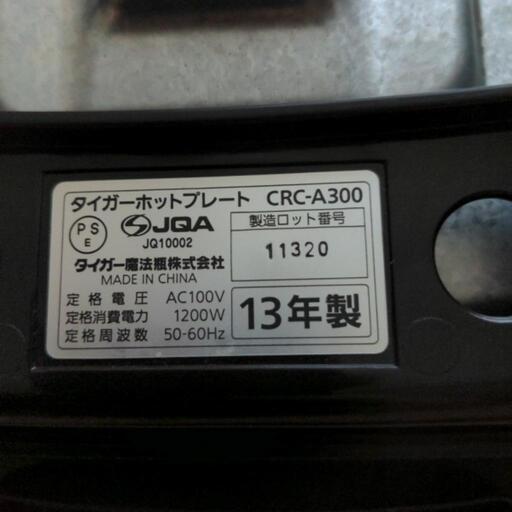 タイガーホットプレート CRC-A300
PS
E
JQA
JQ10002
製造ロット番号
11320
タイガー魔法瓶株式会社
MADE IN CHINA
定格電圧 AC100V
定格消費電力 1200W
定格周波数 50-60Hz
13年製